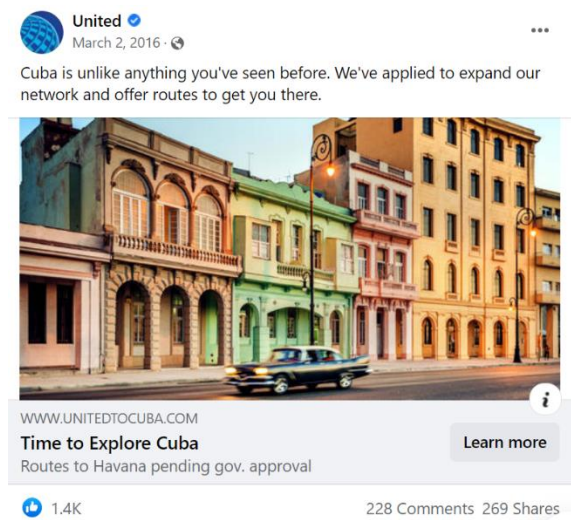 United
March 2, 2016 ·
Cuba is unlike anything you've seen before. We've applied to expand our
network and offer routes to get you there.
i
WWW.UNITEDTOCUBA.COM
Time to Explore Cuba
Learn more
Routes to Havana pending gov. approval
1.4K
228 Comments 269 Shares